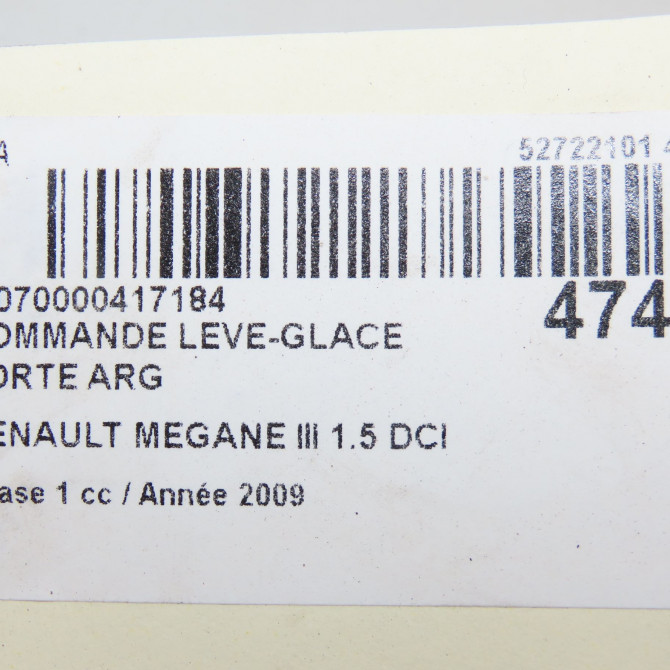 A 52722101 4
070000417184
474
OMMANDE LEVE-GLACE
ORTE ARG
ENAULT MEGANE III 1.5 DCI
ase 1 cc / Année 2009